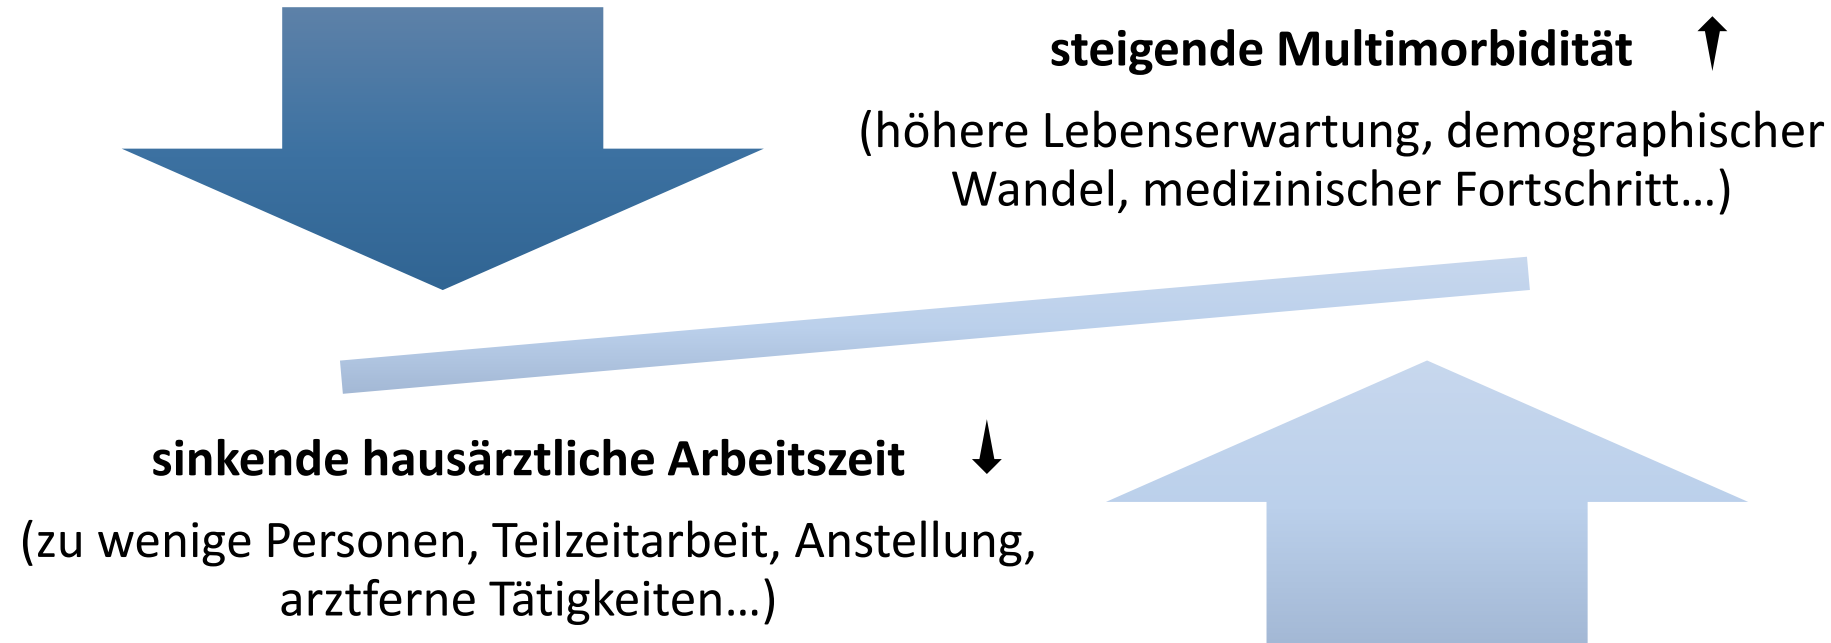 steigende Multimorbidität
(höhere Lebenserwartung, demographischer
Wandel, medizinischer Fortschritt…)
sinkende hausärztliche Arbeitszeit
(zu wenige Personen, Teilzeitarbeit, Anstellung,
arztferne Tätigkeiten…)